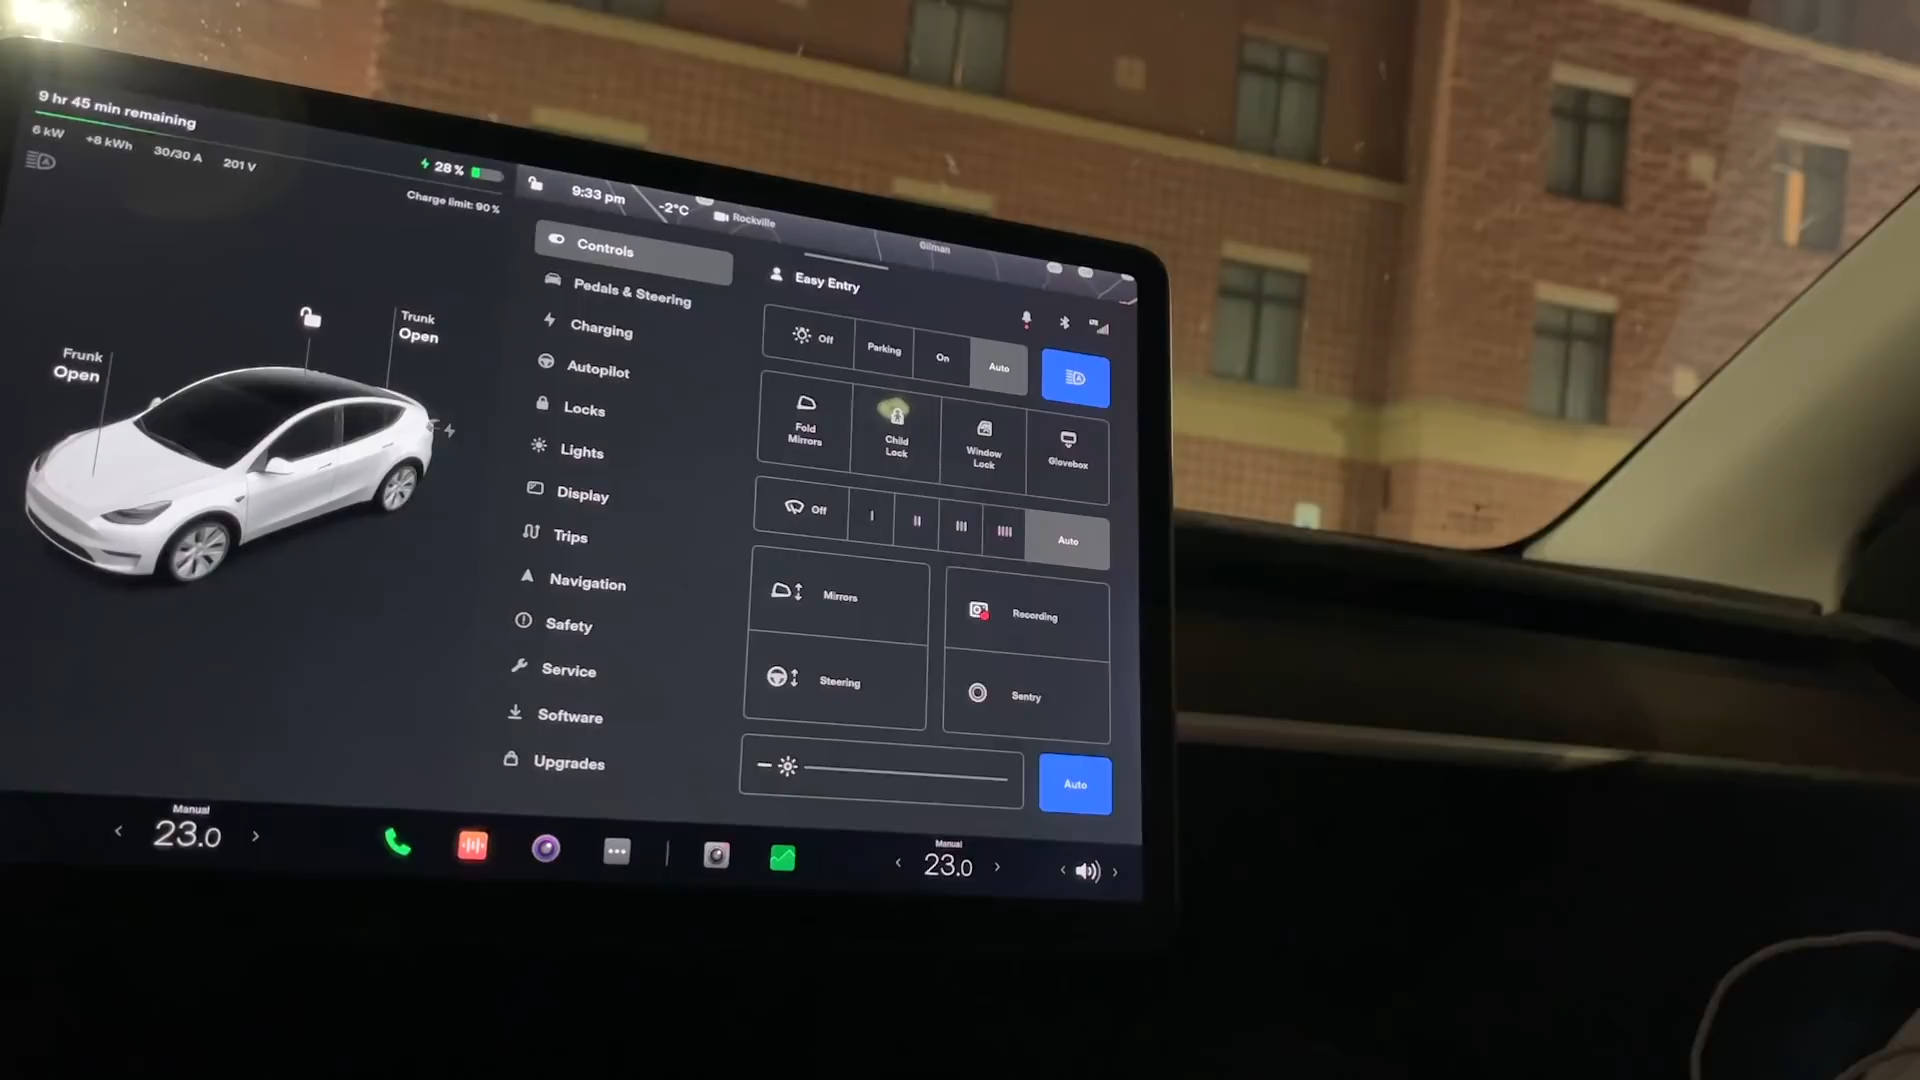 9 hr 45 min remaining
6 kW +8 kWh 30/30 A 201 V
28 %
Charge limit: 90 %
Frunk
Open
Trunk
Open
9:33 pm -2°C Rockville
Gilman
Controls
Pedals & Steering
Charging
Autopilot
Locks
Lights
Display
Trips
Navigation
Safety
Service
Software
Upgrades
Easy Entry
LTE
Off Parking On Auto
Fold
Mirrors
Child
Lock
Window
Lock
Glovebox
Off I II III IIII Auto
Mirrors
Recording
Steering
Sentry
Auto
Manual
23.0
Manual
23.0